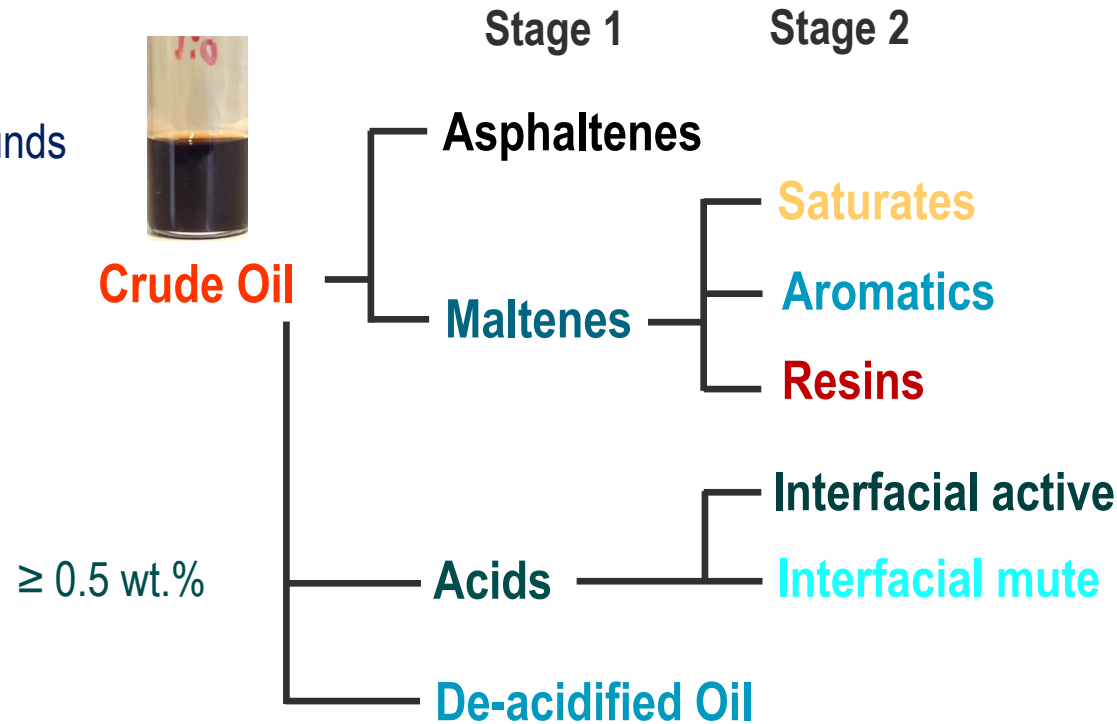 Stage 1
Stage 2
Asphaltenes
Saturates
Crude Oil
Aromatics
Maltenes
Resins
Interfacial active
≥ 0.5 wt.%
Acids
Interfacial mute
De-acidified Oil